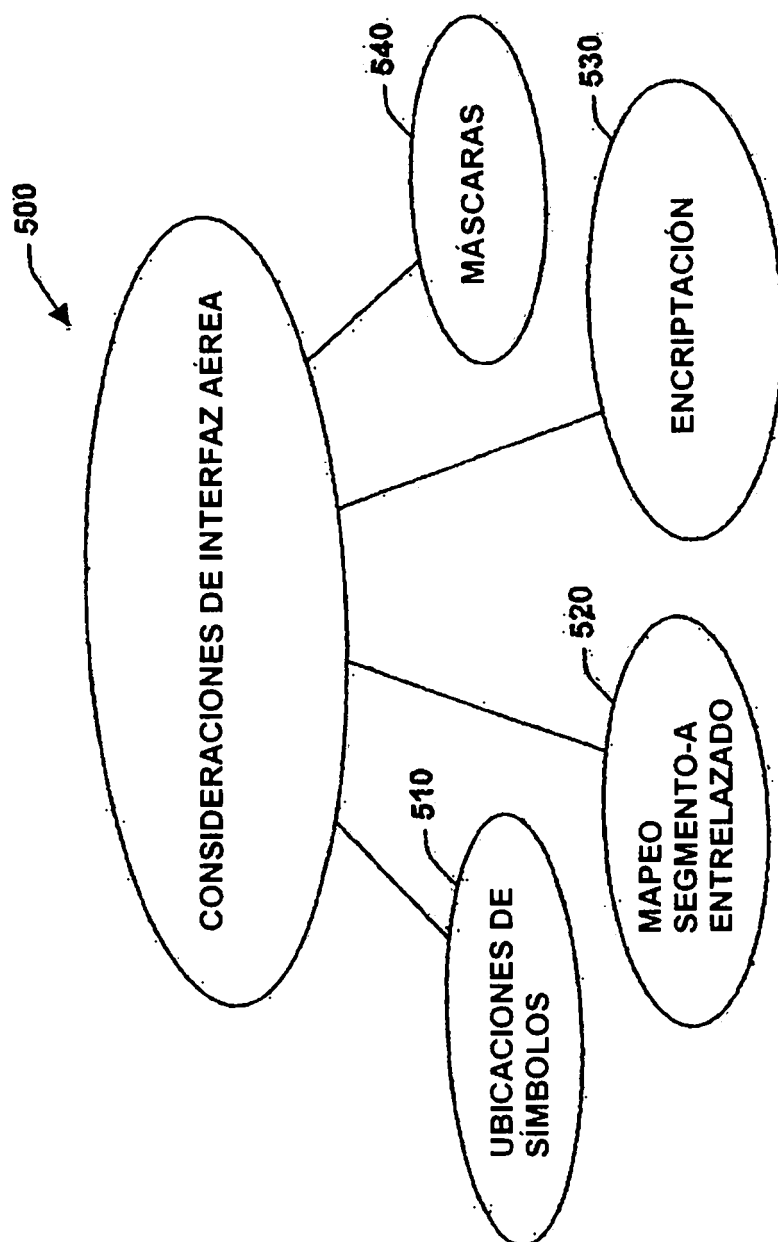 500
CONSIDERACIONES DE INTERFAZ AÉREA
510
UBICACIONES DE
SÍMBOLOS
520
MAPEO
SEGMENTO-A
ENTRELAZADO
530
ENCRIPTACIÓN
540
MÁSCARAS